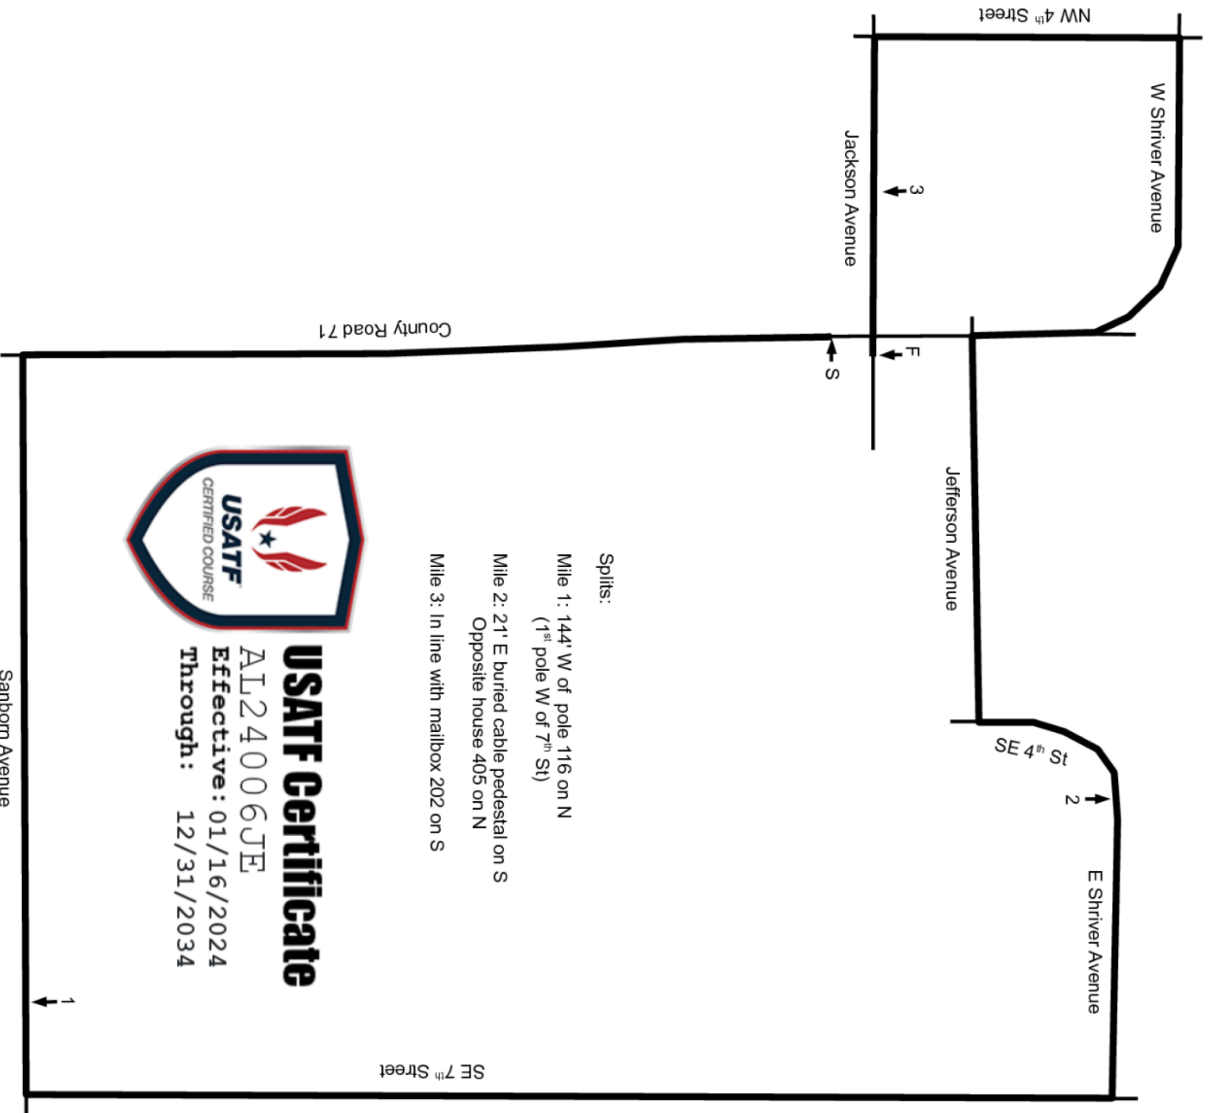 NW 4th Street
W Shriver Avenue
Jackson Avenue
3
F
S
County Road 71
Jefferson Avenue
SE 4th St
2
E Shriver Avenue
Splits:
Mile 1: 144' W of pole 116 on N
(1st pole W of 7th St)
Mile 2: 21' E buried cable pedestal on S
Opposite house 405 on N
Mile 3: In line with mailbox 202 on S
USATF
CERTIFIED COURSE
USATF Certificate
AL24006JE
Effective: 01/16/2024
Through: 12/31/2034
1
SE 7th Street
Sanborn Avenue